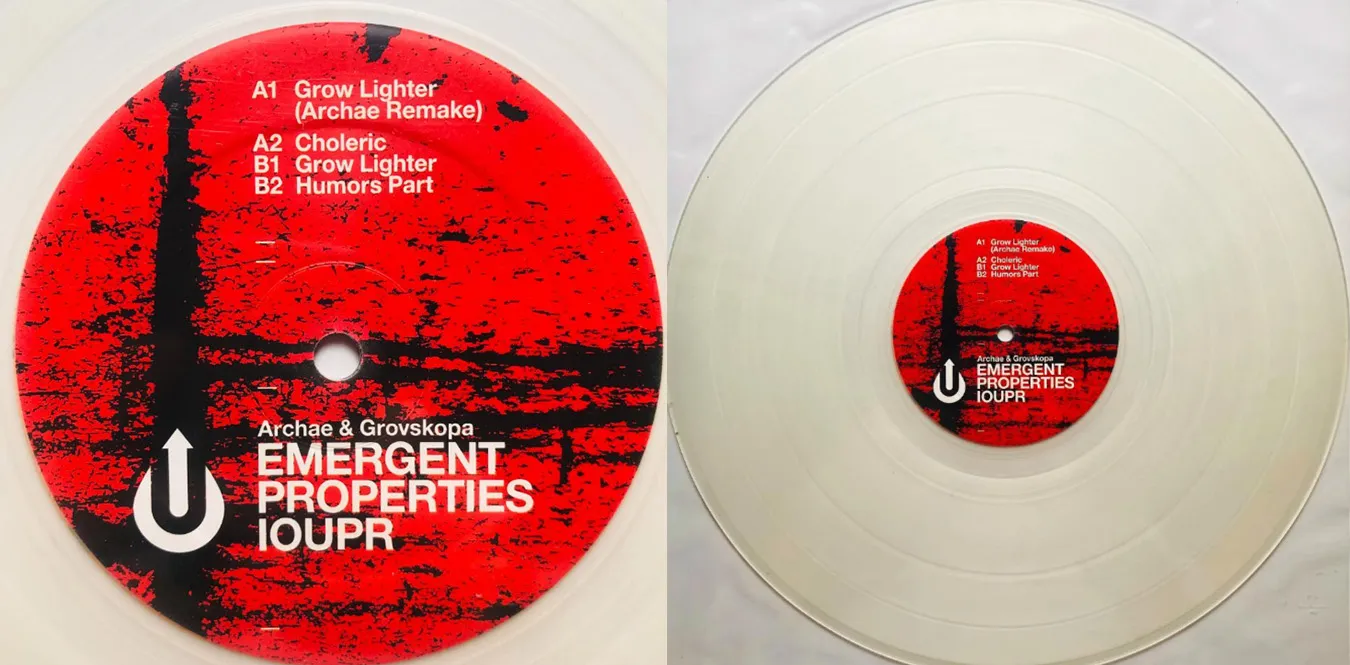 A1 Grow Lighter
(Archae Remake)
A2 Choleric
B1 Grow Lighter
B2 Humors Part
Archae & Grovskopa
EMERGENT
PROPERTIES
IOUPR
A1 Grow Lighter
(Archae Remake)
A2 Choleric
B1 Grow Lighter
B2 Humors Part
Archae & Grovskopa
EMERGENT
PROPERTIES
IOUPR